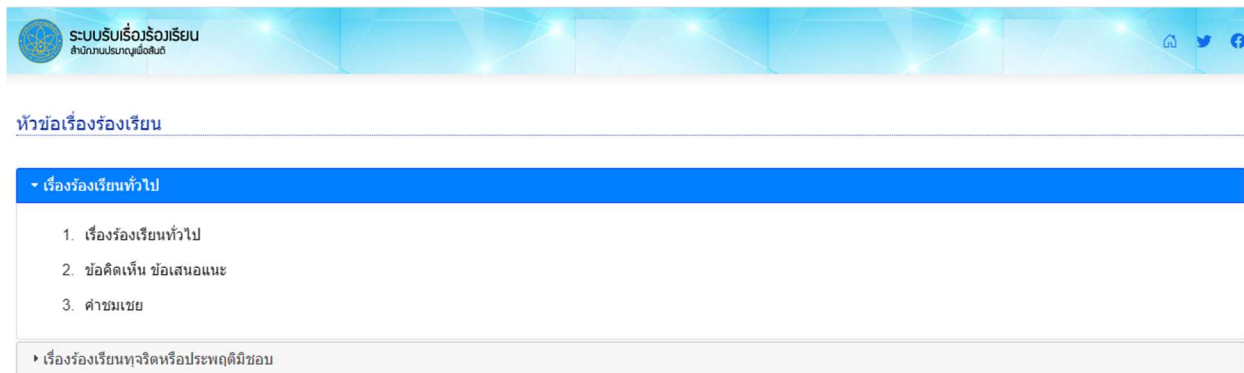 ระบบรับเรื่องร้องเรียน
สำนักงานปรมาณูเพื่อสันติ
หัวข้อเรื่องร้องเรียน
เรื่องร้องเรียนทั่วไป
1. เรื่องร้องเรียนทั่วไป
2. ข้อคิดเห็น ข้อเสนอแนะ
3. คำชมเชย
เรื่องร้องเรียนทุจริตหรือประพฤติมิชอบ